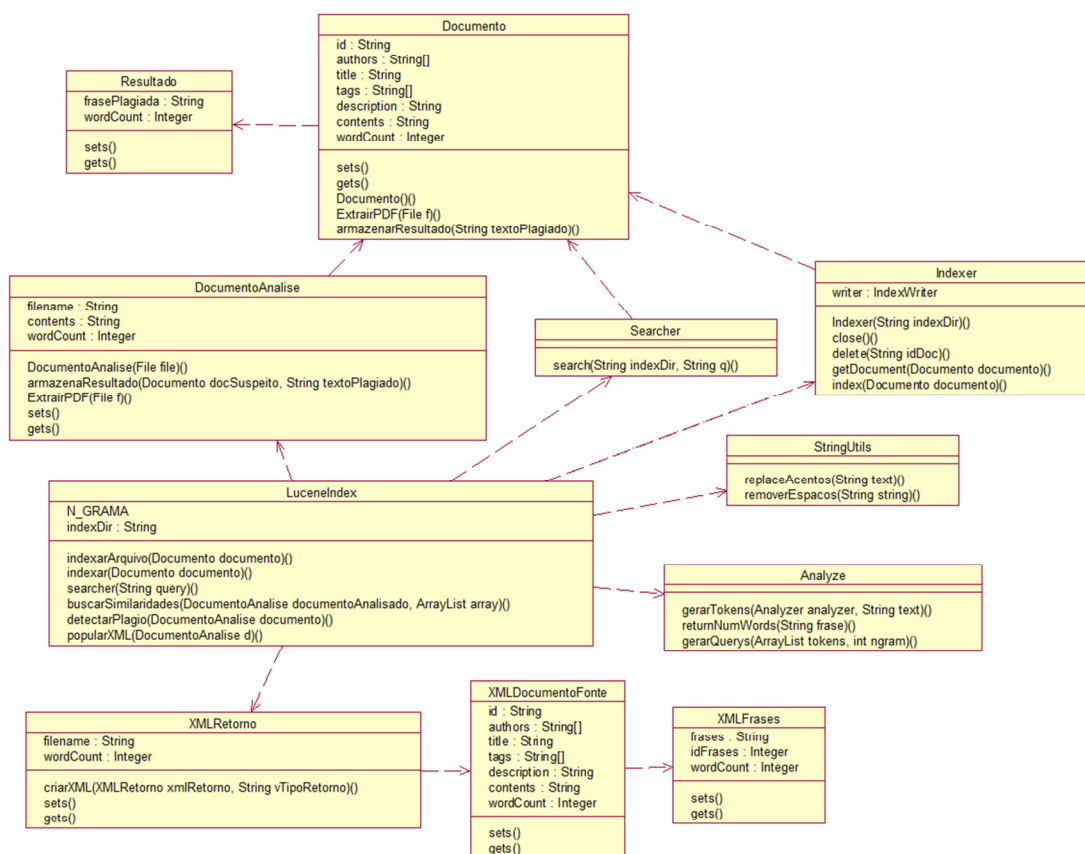 Documento
id : String
authors : String[]
title : String
tags : String[]
description : String
contents : String
wordCount : Integer
sets()
gets()
Documento()()
ExtrairPDF(File f)()
armazenarResultado(String textoPlagiado)()
Resultado
frasePlagiada : String
wordCount : Integer
sets()
gets()
DocumentoAnalise
filename : String
contents : String
wordCount : Integer
DocumentoAnalise(File file)()
armazenaResultado(Documento docSuspeito, String textoPlagiado)()
ExtrairPDF(File f)()
sets()
gets()
Searcher
search(String indexDir, String q)()
Indexer
writer : IndexWriter
Indexer(String indexDir)()
close()()
delete(String idDoc)()
getDocument(Documento documento)()
index(Documento documento)()
StringUtils
replaceAcentos(String text)()
removerEspacos(String string)()
LuceneIndex
N_GRAMA
indexDir : String
indexarArquivo(Documento documento)()
indexar(Documento documento)()
searcher(String query)()
buscarSimilaridades(DocumentoAnalise documentoAnalisado, ArrayList array)()
detectarPlagio(DocumentoAnalise documento)()
popularXML(DocumentoAnalise d)()
Analyze
gerarTokens(Analyzer analyzer, String text)()
returnNumWords(String frase)()
gerarQuerys(ArrayList tokens, int ngram)()
XMLRetorno
filename : String
wordCount : Integer
criarXML(XMLRetorno xmlRetorno, String vTipoRetorno)()
sets()
gets()
XMLDocumentoFonte
id : String
authors : String[]
title : String
tags : String[]
description : String
contents : String
wordCount : Integer
sets()
gets()
XMLFrases
frases : String
idFrases : Integer
wordCount : Integer
sets()
gets()